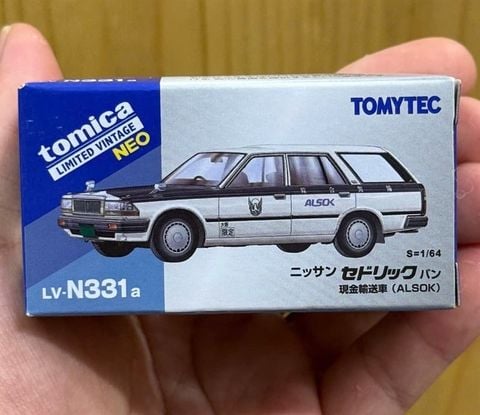 tomica
LIMITED VINTAGE
NEO
TOMYTEC
ALSOK
S=1/64
ニッサン セドリック バン
LV-N331a
現金輸送車（ALSOK）